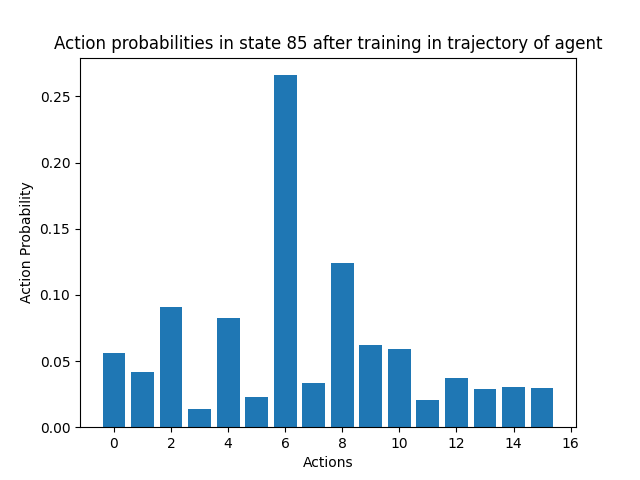 Action probabilities in state 85 after training in trajectory of agent
0.25
0.20
0.15
0.10
0.05
0.00
Action Probability
0 2 4 6 8 10 12 14 16
Actions